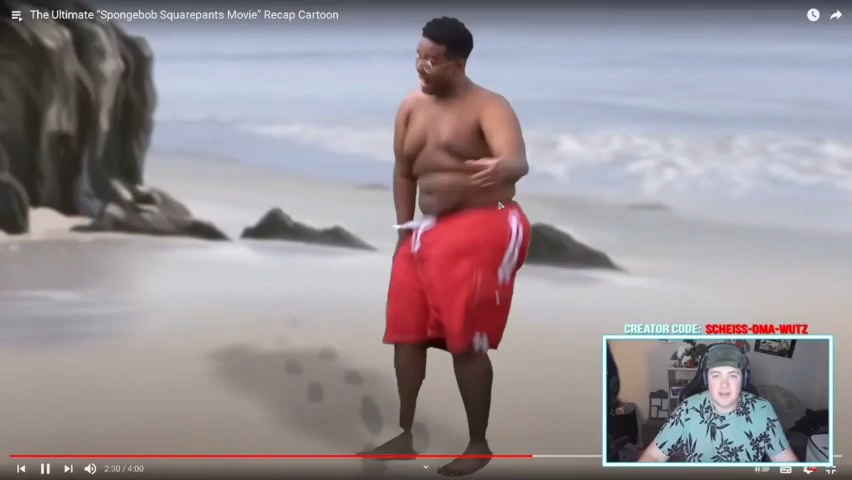 The Ultimate "Spongebob Squarepants Movie" Recap Cartoon
CREATOR CODE: SCHEISS-OMA-WUTZ
2:30 / 4:00